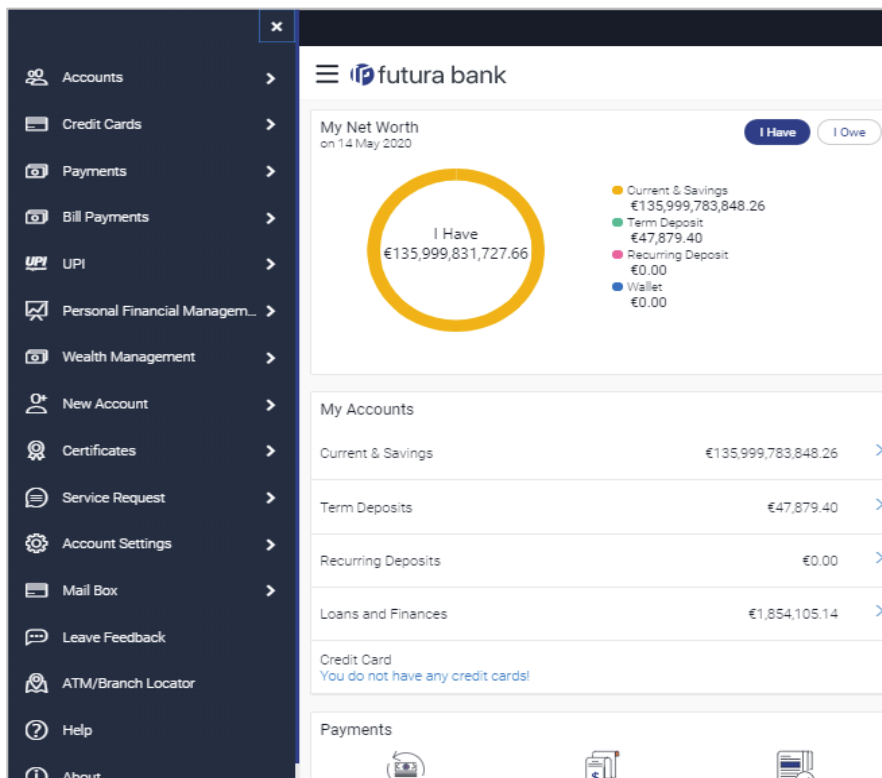 ×
Accounts
Credit Cards
Payments
Bill Payments
UPI UPI
Personal Financial Managem...
Wealth Management
New Account
Certificates
Service Request
Account Settings
Mail Box
Leave Feedback
ATM/Branch Locator
Help
About
futura bank
My Net Worth
on 14 May 2020
I Have
I Owe
I Have
€135,999,831,727.66
Current & Savings
€135,999,783,848.26
Term Deposit
€47,879.40
Recurring Deposit
€0.00
Wallet
€0.00
My Accounts
Current & Savings €135,999,783,848.26
Term Deposits €47,879.40
Recurring Deposits €0.00
Loans and Finances €1,854,105.14
Credit Card
You do not have any credit cards!
Payments